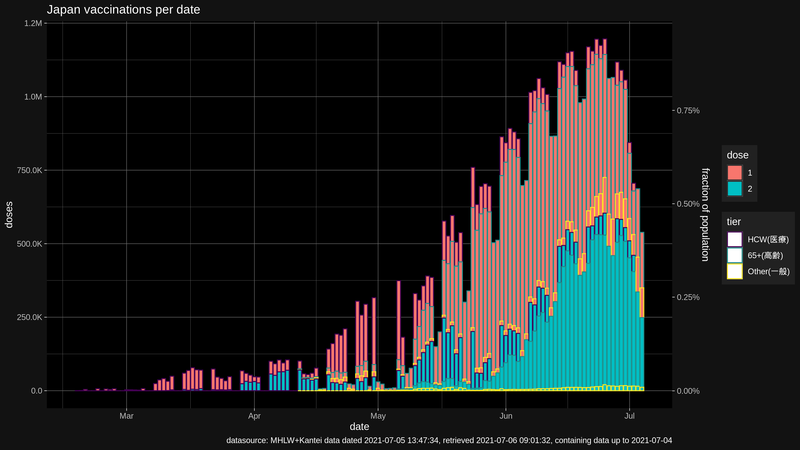 Japan vaccinations per date
1.2M
1.0M
750.0K
500.0K
250.0K
0.0
doses
0.75%
0.50%
0.25%
0.00%
fraction of population
Mar
Apr
May
Jun
Jul
date
dose
1
2
tier
HCW(医療)
65+(高齢)
Other(一般)
datasource: MHLW+Kantei data dated 2021-07-05 13:47:34, retrieved 2021-07-06 09:01:32, containing data up to 2021-07-04